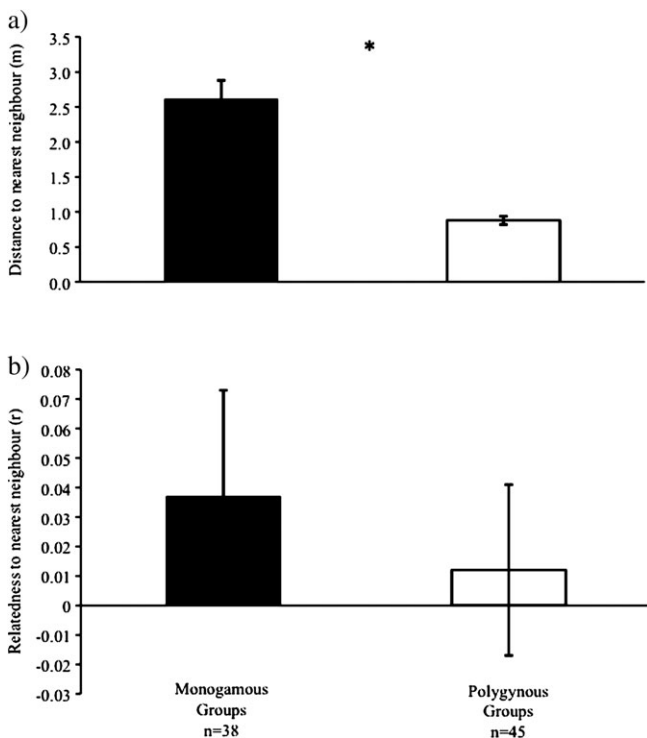 a)
Distance to nearest neighbour (m)
3.5
3.0
2.5
2.0
1.5
1.0
0.5
0.0
*
b)
Relatedness to nearest neighbour (r)
0.08
0.07
0.06
0.05
0.04
0.03
0.02
0.01
0
-0.01
-0.02
-0.03
Monogamous
Groups
n=38
Polygynous
Groups
n=45